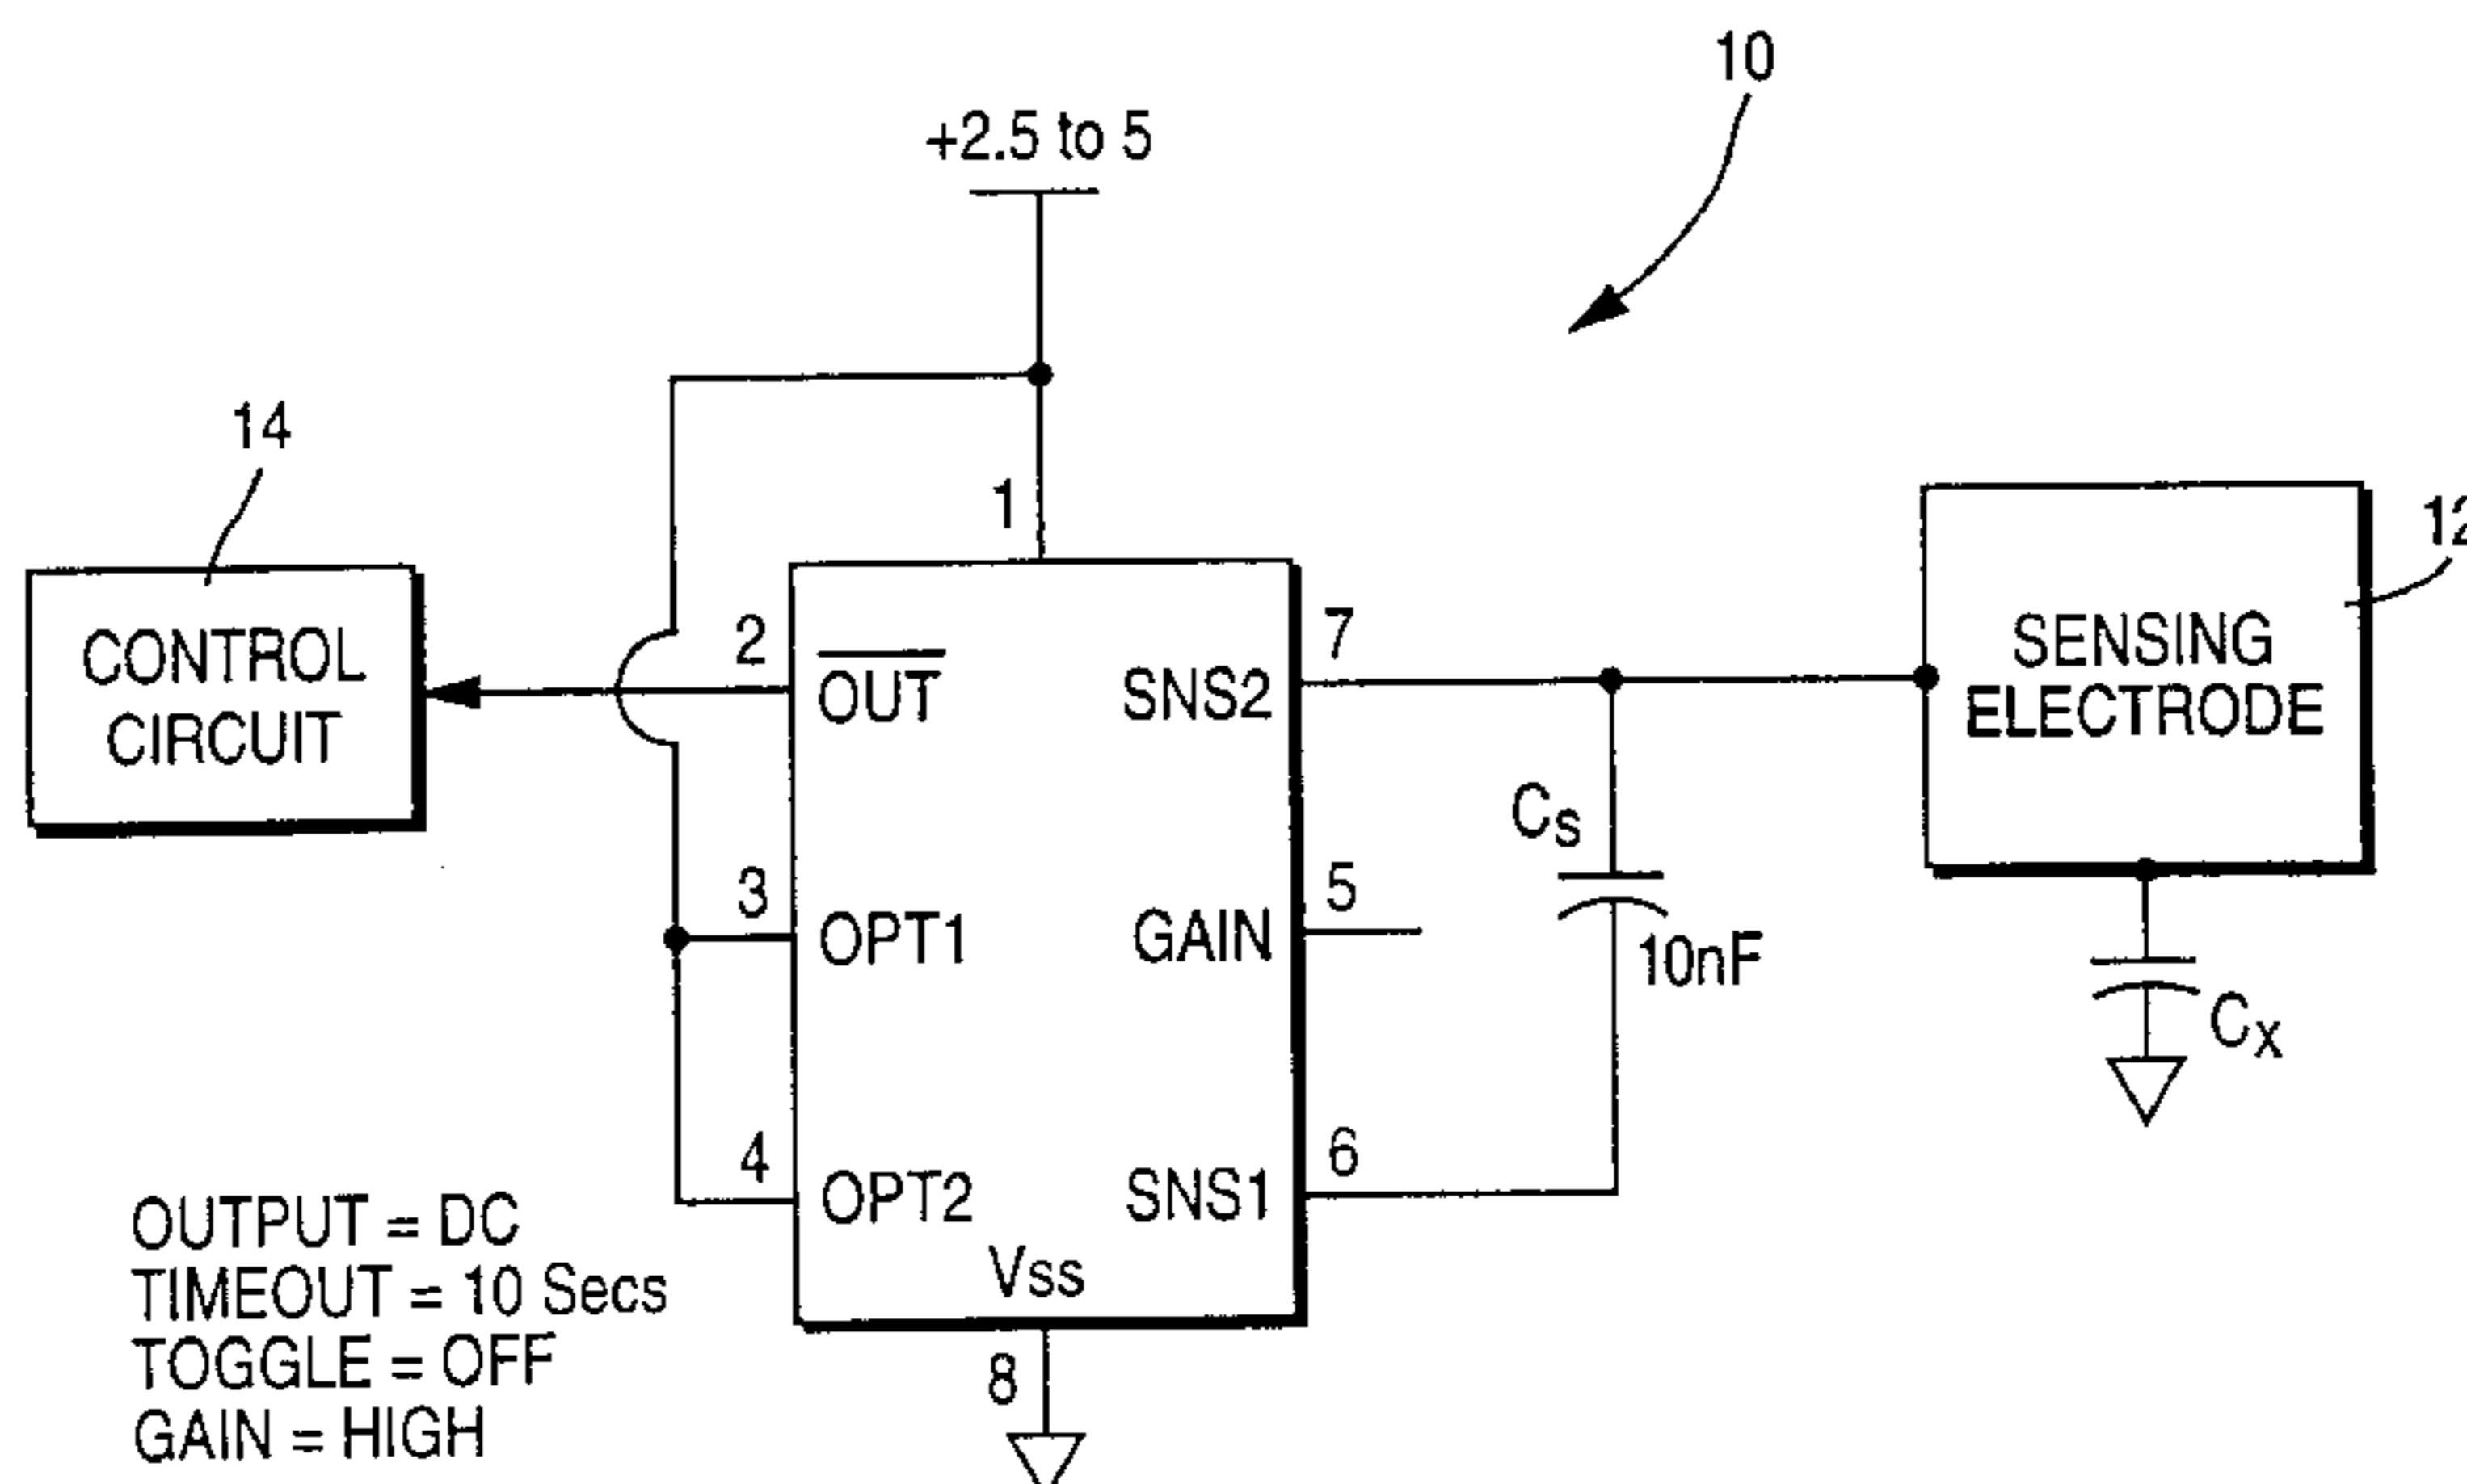 10
+2.5 to 5
14
1
12
CONTROL
CIRCUIT
2
OUT
SNS2
7
SENSING
ELECTRODE
Cs
10nF
3
OPT1
GAIN
5
Cx
4
OPT2
SNS1
6
Vss
8
OUTPUT = DC
TIMEOUT = 10 Secs
TOGGLE = OFF
GAIN = HIGH